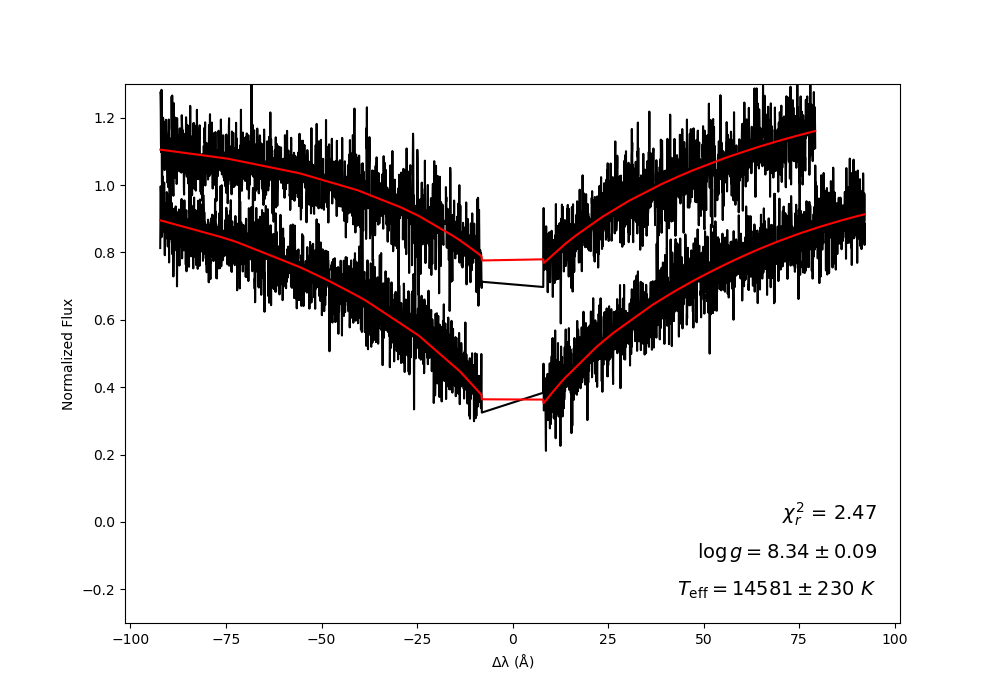 1.2
1.0
0.8
0.6
0.4
0.2
0.0
−0.2
Normalized Flux
χ²ᵣ = 2.47
log g = 8.34 ± 0.09
T_eff = 14581 ± 230 K
−100 −75 −50 −25 0 25 50 75 100
Δλ (Å)